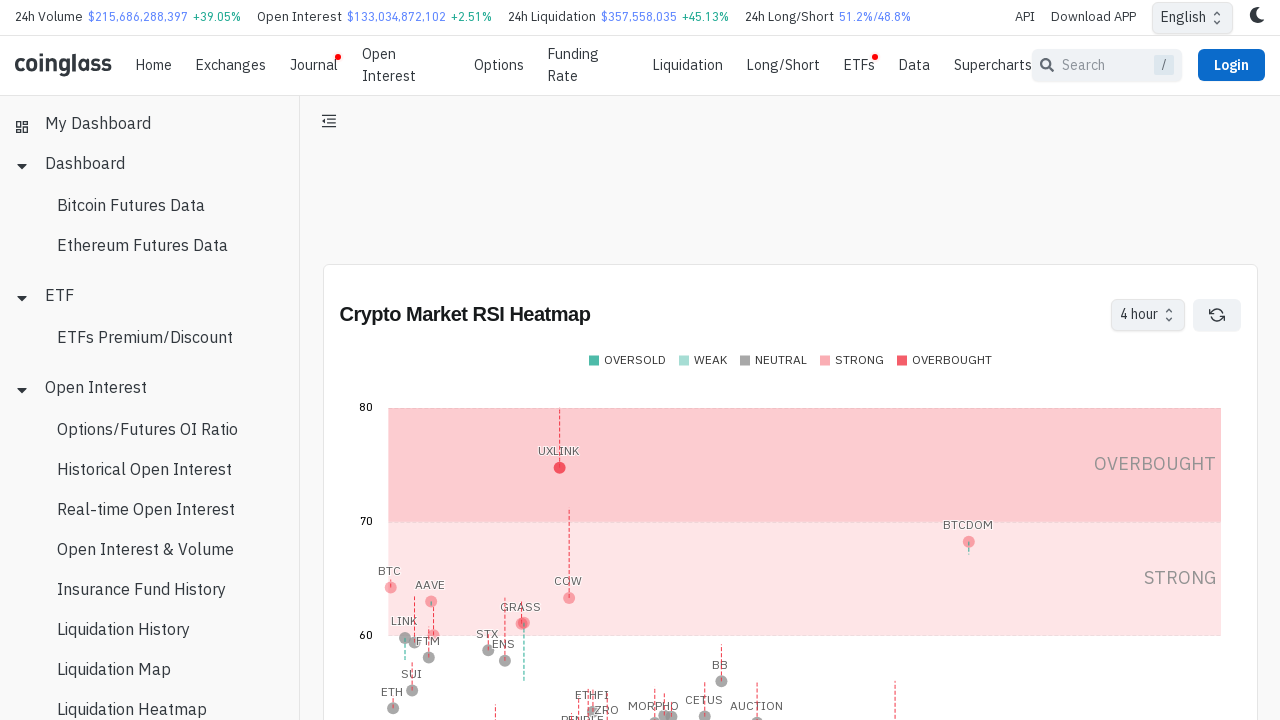 24h Volume $215,686,288,397 +39.05% Open Interest $133,034,872,102 +2.51% 24h Liquidation $357,558,035 +45.13% 24h Long/Short 51.2%/48.8% API Download APP English
coinglass Home Exchanges Journal Open Interest Options Funding Rate Liquidation Long/Short ETFs Data Supercharts Search / Login
My Dashboard
Dashboard
Bitcoin Futures Data
Ethereum Futures Data
ETF
ETFs Premium/Discount
Open Interest
Options/Futures OI Ratio
Historical Open Interest
Real-time Open Interest
Open Interest & Volume
Insurance Fund History
Liquidation History
Liquidation Map
Liquidation Heatmap
Crypto Market RSI Heatmap 4 hour
OVERSOLD WEAK NEUTRAL STRONG OVERBOUGHT
80
UXLINK
OVERBOUGHT
70
BTCDOM
BTC
COW
STRONG
AAVE
GRASS
LINK
60
STX
FTM
ENS
BB
SUI
ETH
ETHFI
CETUS
MORPHO
AUCTION
ZRO
PENDLE